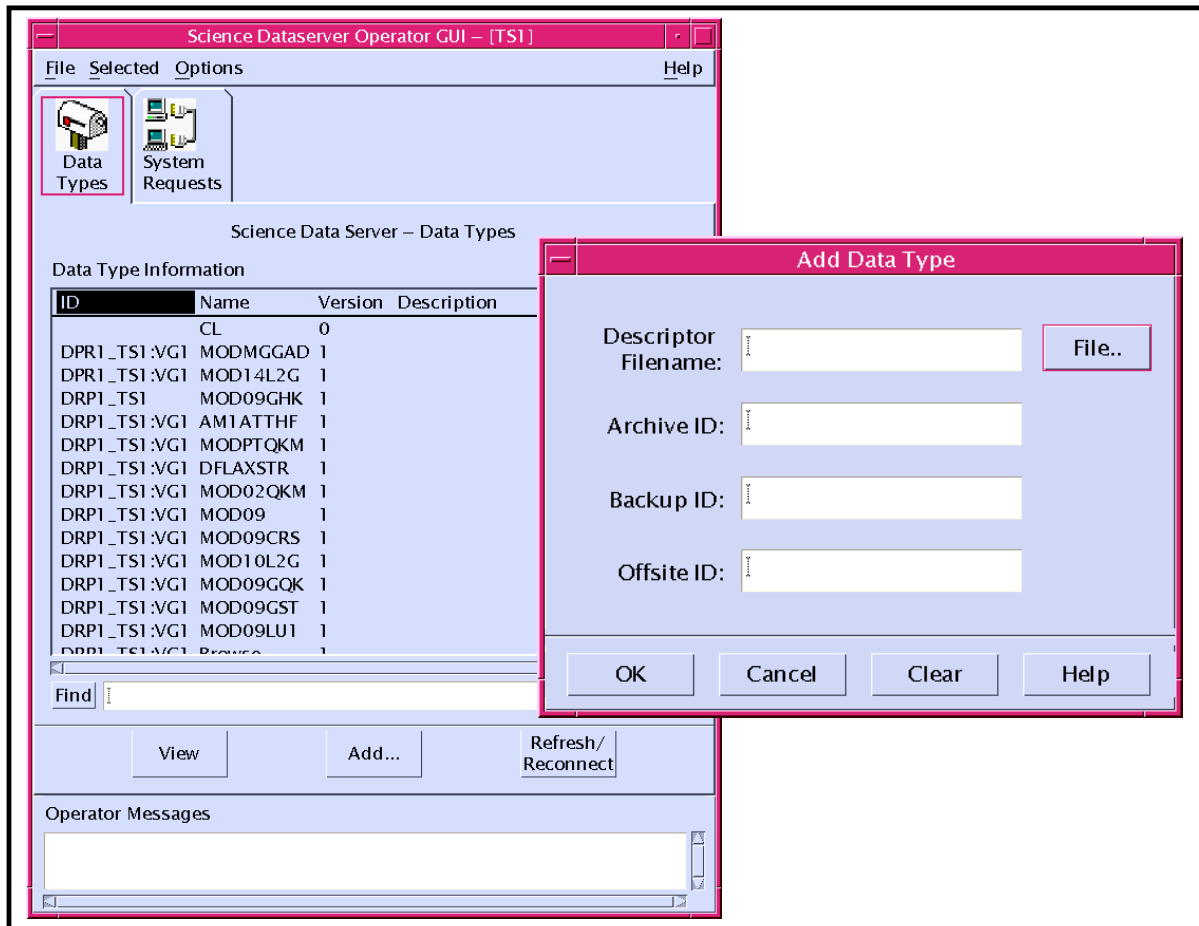 Science Dataserver Operator GUI – [TS1]
File Selected Options Help
Data Types
System Requests
Science Data Server – Data Types
Data Type Information
ID Name Version Description
CL 0
DPR1_TS1:VG1 MODMGGAD 1
DPR1_TS1:VG1 MOD14L2G 1
DRP1_TS1 MOD09GHK 1
DRP1_TS1:VG1 AM1ATTHF 1
DRP1_TS1:VG1 MODPTQKM 1
DRP1_TS1:VG1 DFLAXSTR 1
DRP1_TS1:VG1 MOD02QKM 1
DRP1_TS1:VG1 MOD09 1
DRP1_TS1:VG1 MOD09CRS 1
DRP1_TS1:VG1 MOD10L2G 1
DRP1_TS1:VG1 MOD09GQK 1
DRP1_TS1:VG1 MOD09GST 1
DRP1_TS1:VG1 MOD09LU1 1
DRP1_TS1:VG1 Browse 1
Find
View Add... Refresh/
Reconnect
Operator Messages
Add Data Type
Descriptor
Filename:
File..
Archive ID:
Backup ID:
Offsite ID:
OK Cancel Clear Help